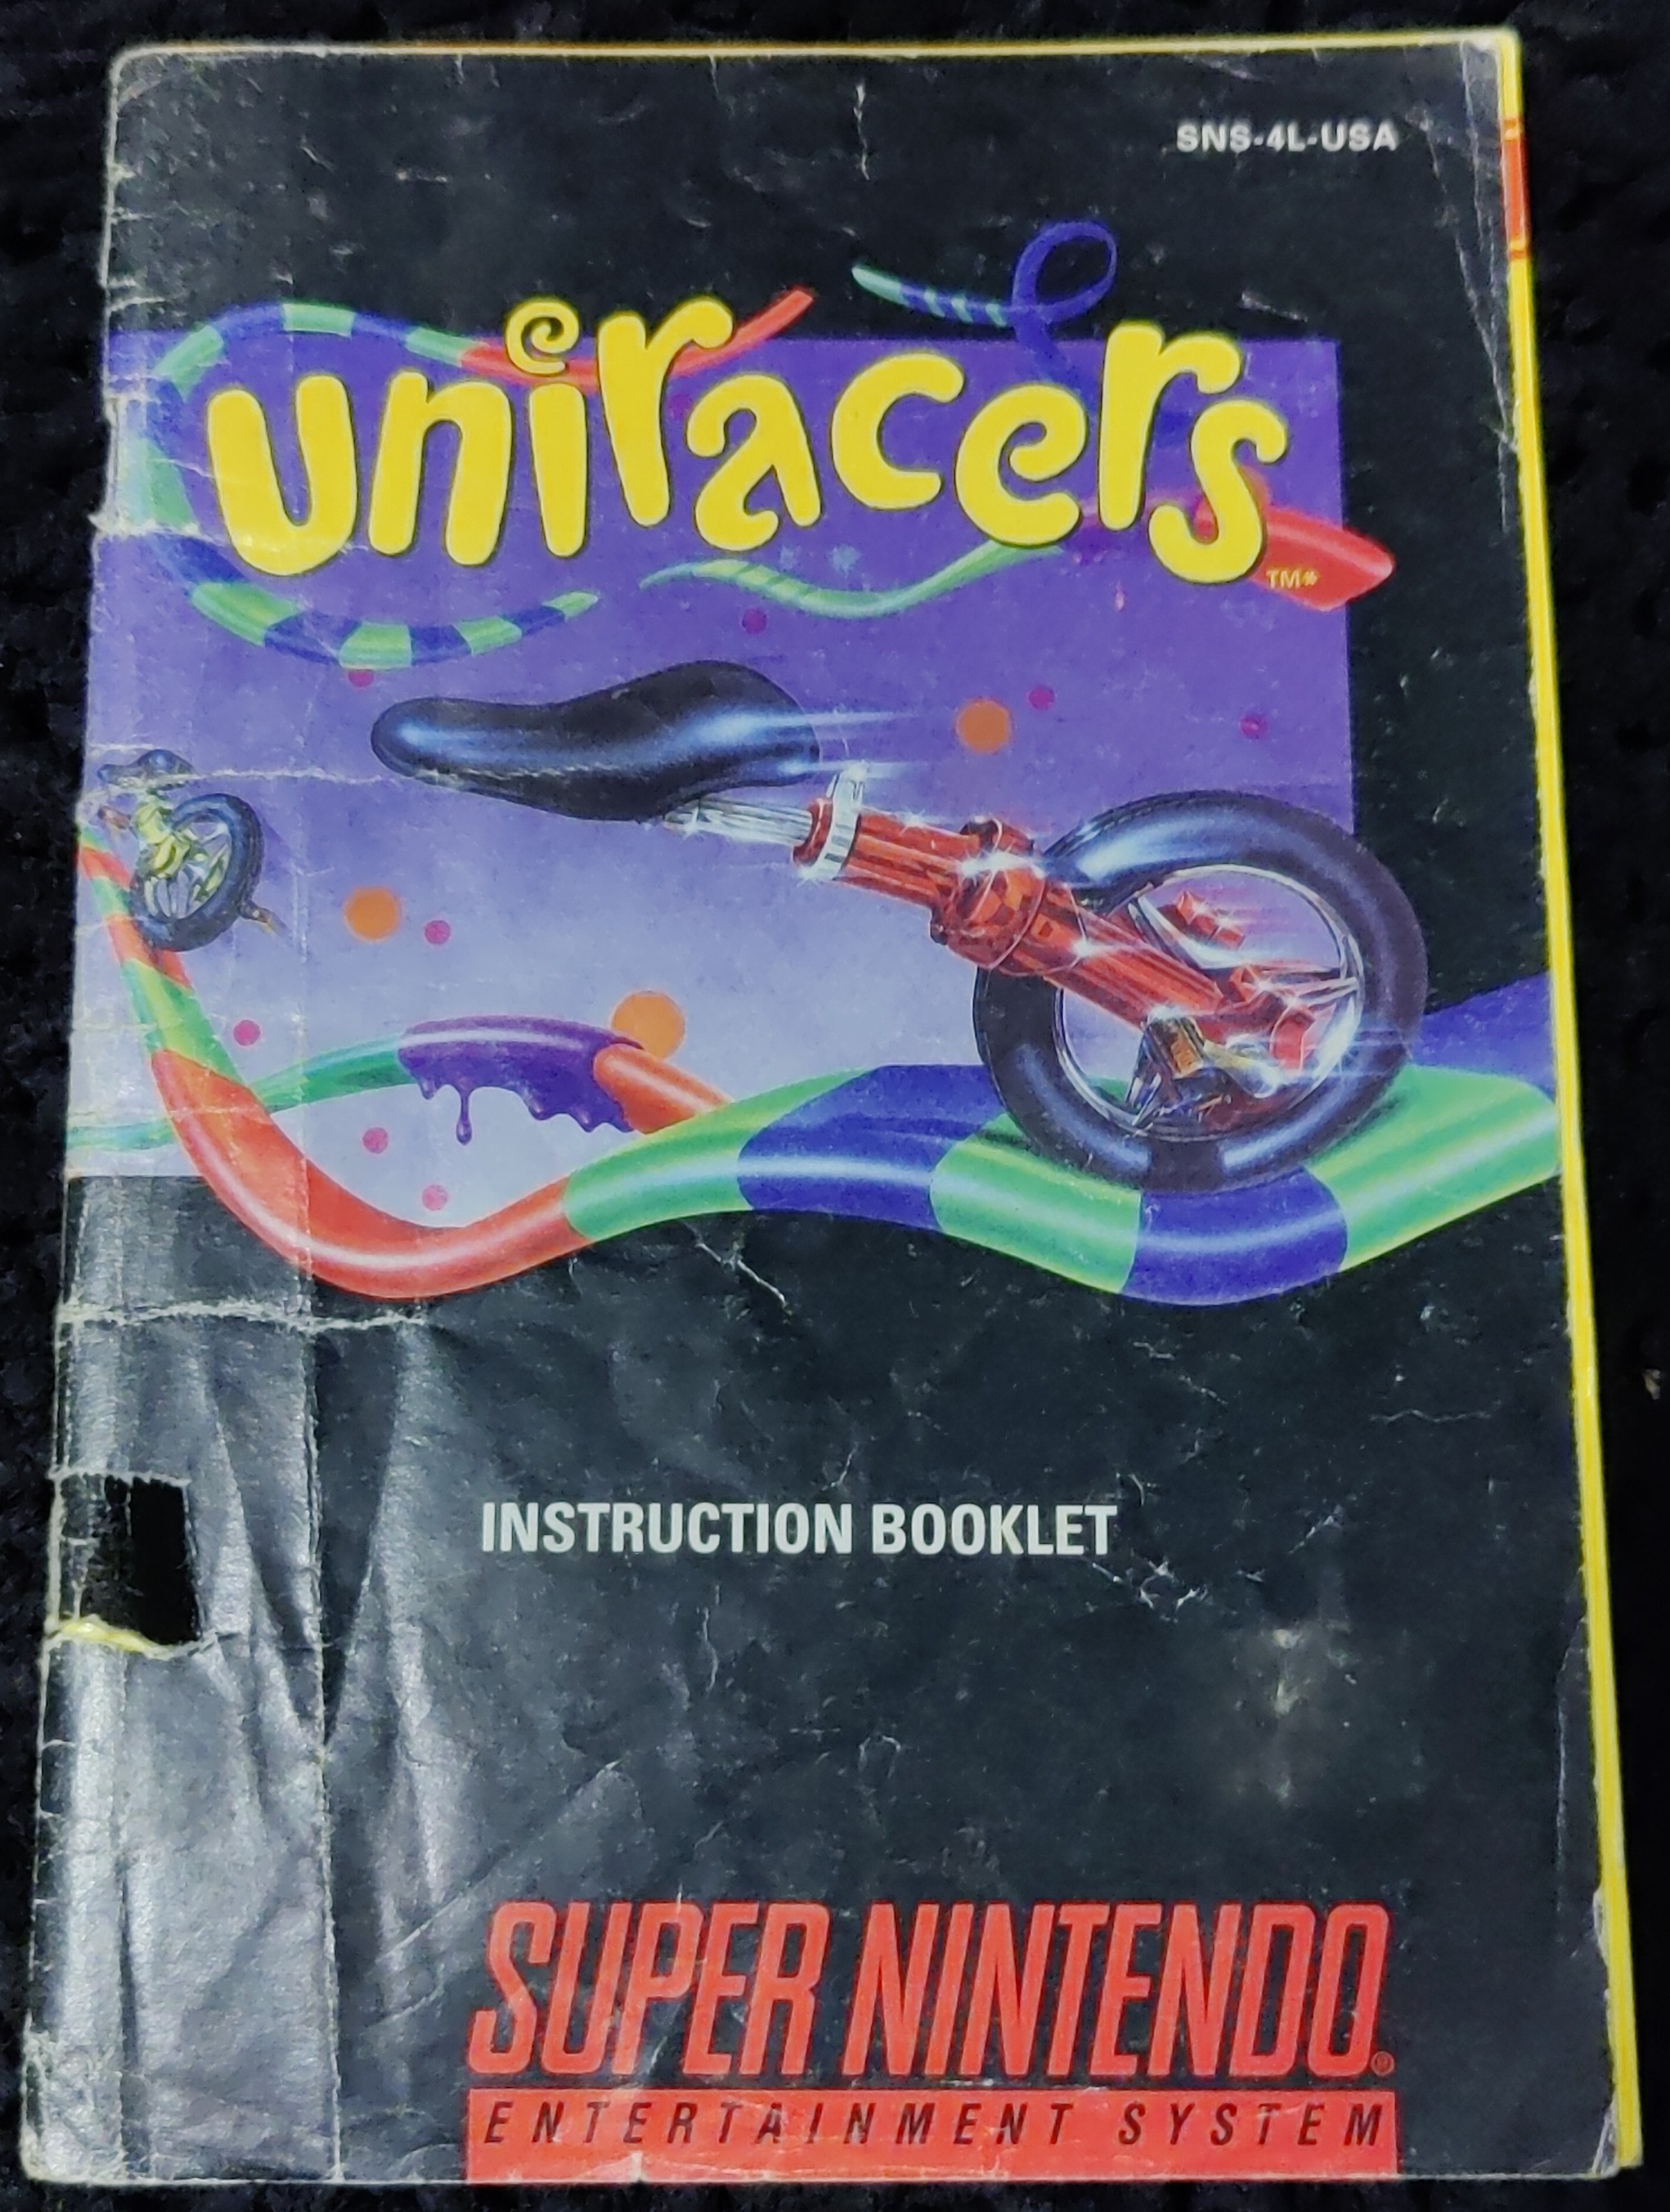 SNS-4L-USA
uniracers
TM*
INSTRUCTION BOOKLET
SUPER NINTENDO®
ENTERTAINMENT SYSTEM